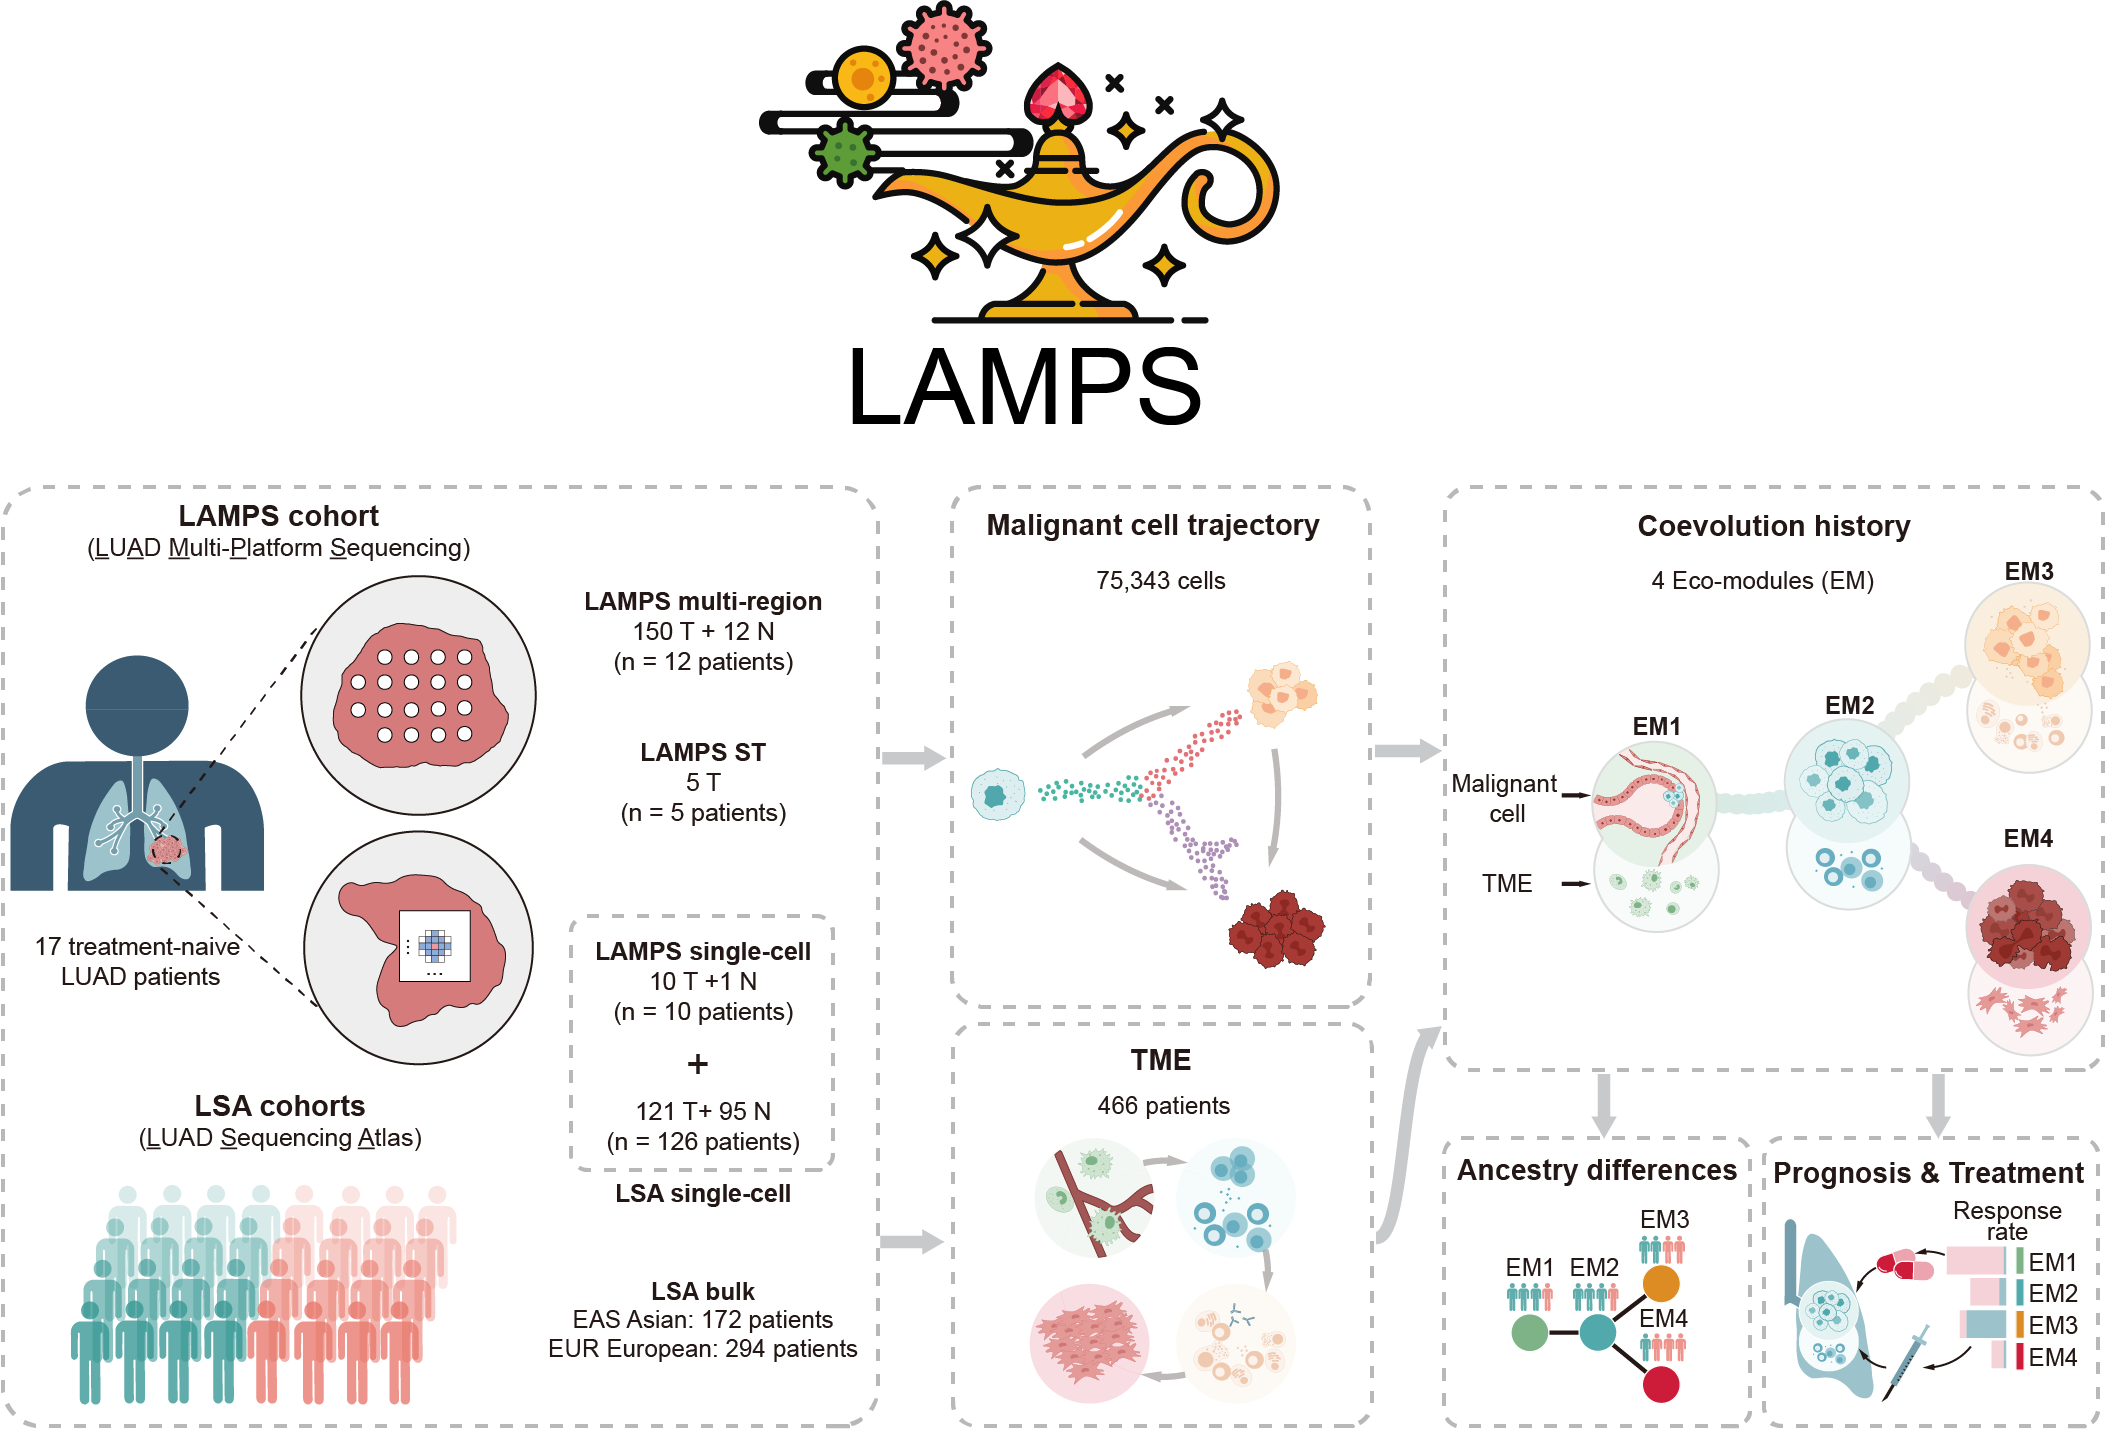 LAMPS
LAMPS cohort
(LUAD Multi-Platform Sequencing)
LAMPS multi-region
150 T + 12 N
(n = 12 patients)
LAMPS ST
5 T
(n = 5 patients)
17 treatment-naive
LUAD patients
LAMPS single-cell
10 T +1 N
(n = 10 patients)
+
121 T+ 95 N
(n = 126 patients)
LSA single-cell
LSA cohorts
(LUAD Sequencing Atlas)
LSA bulk
EAS Asian: 172 patients
EUR European: 294 patients
Malignant cell trajectory
75,343 cells
TME
466 patients
Coevolution history
4 Eco-modules (EM)
EM3
EM2
EM1
Malignant
cell
EM4
TME
Ancestry differences
EM3
EM1
EM2
EM4
Prognosis & Treatment
Response
rate
EM1
EM2
EM3
EM4